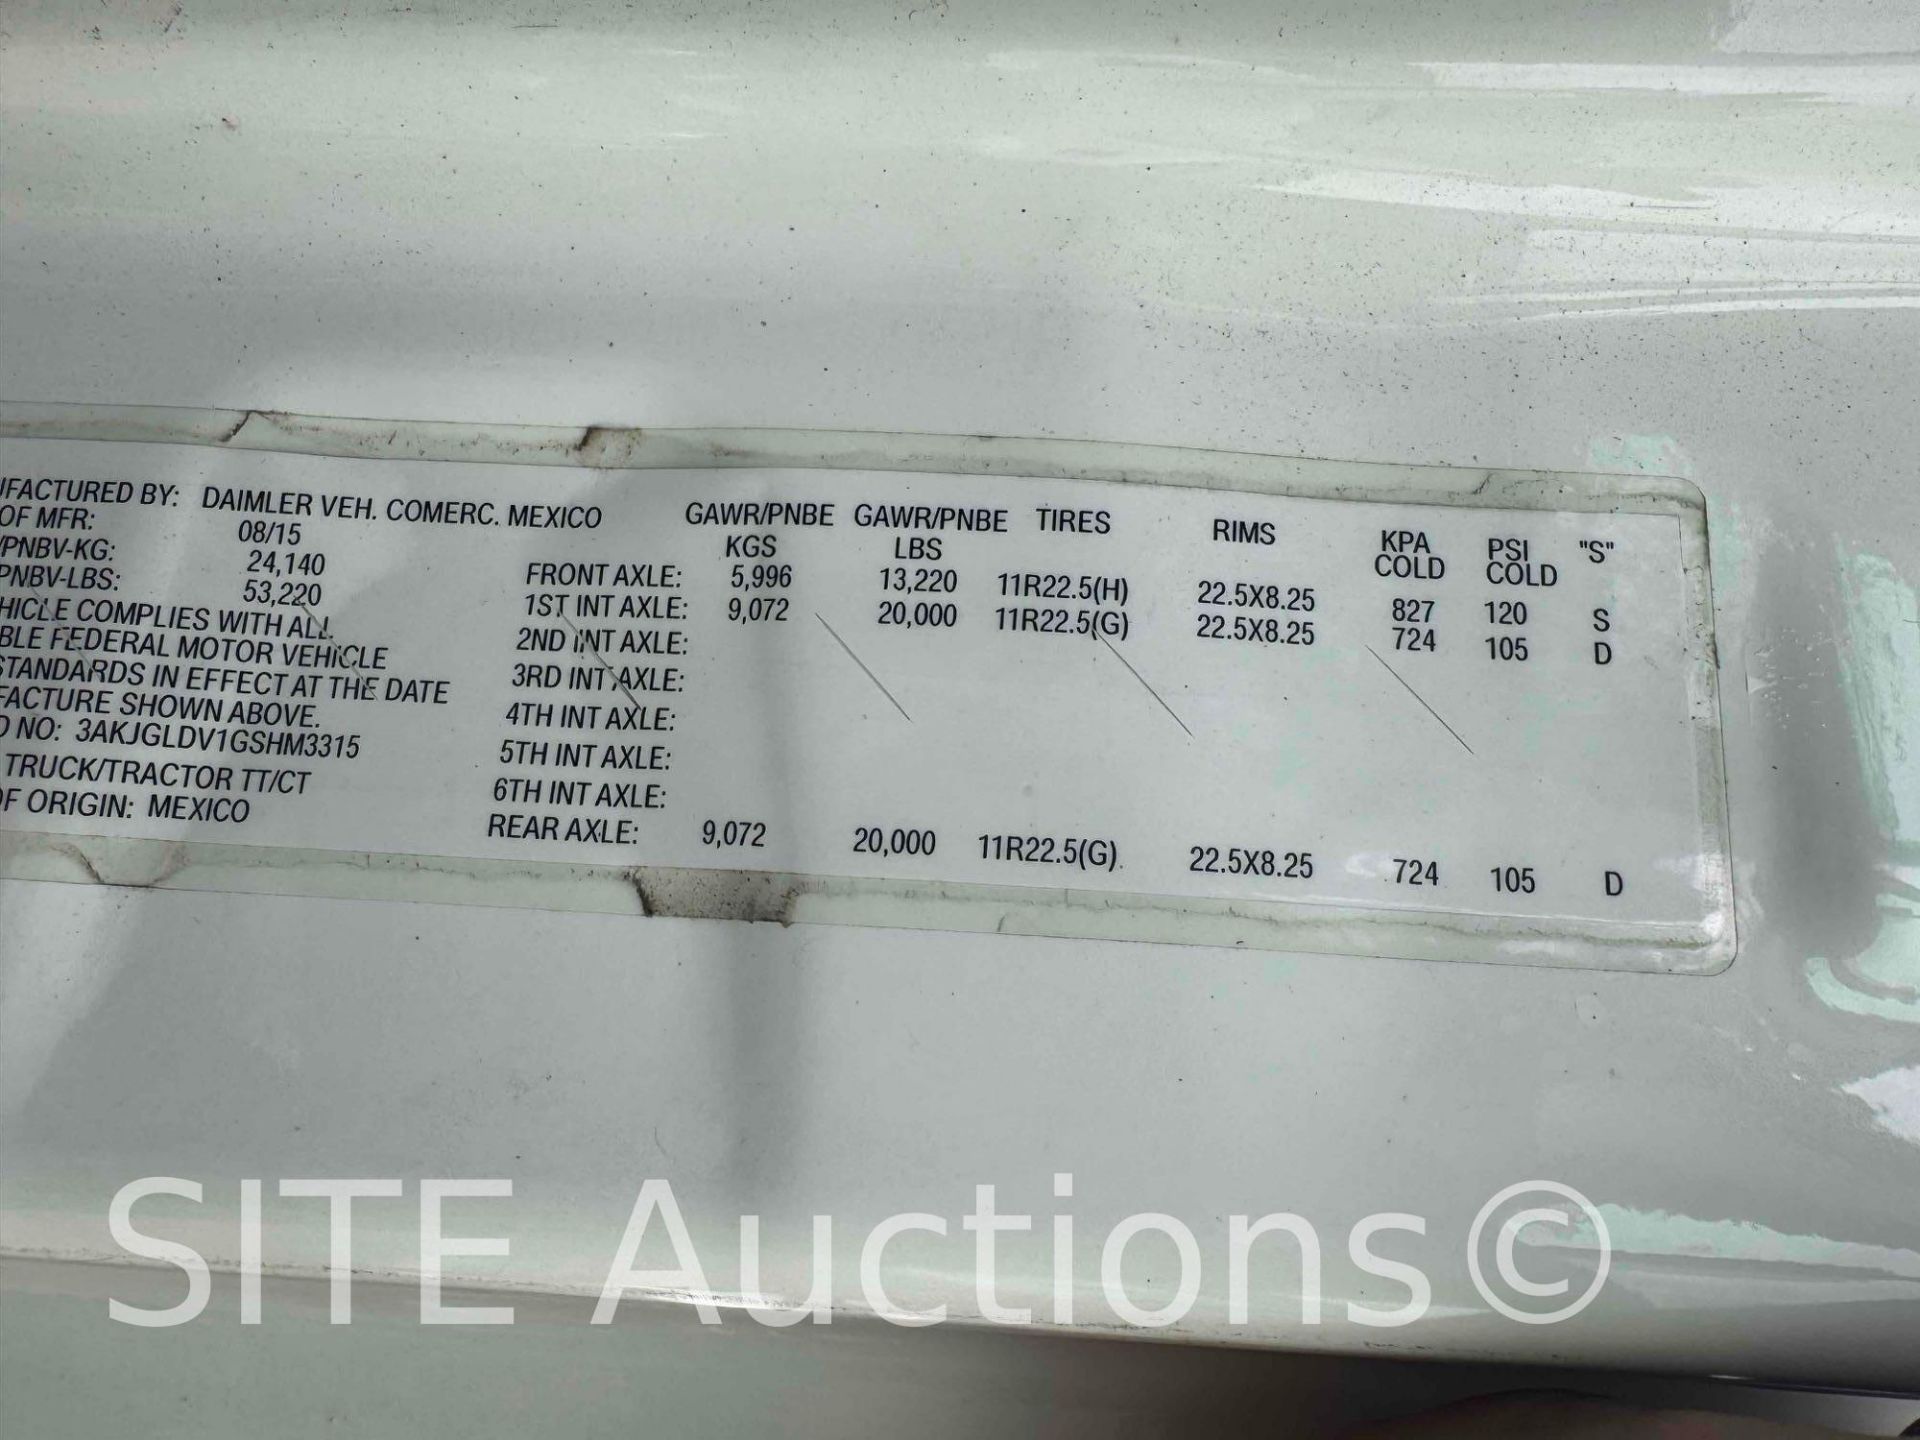 UFACTURED BY: DAIMLER VEH. COMERC. MEXICO
OF MFR: 08/15
/PNBV-KG: 24,140
PNBV-LBS: 53,220
HICLE COMPLIES WITH ALL
BLE FEDERAL MOTOR VEHICLE
STANDARDS IN EFFECT AT THE DATE
FACTURE SHOWN ABOVE.
D NO: 3AKJGLDV1GSHM3315
TRUCK/TRACTOR TT/CT
OF ORIGIN: MEXICO
GAWR/PNBE GAWR/PNBE TIRES RIMS KPA PSI "S"
KGS LBS COLD COLD
FRONT AXLE: 5,996 13,220 11R22.5(H) 22.5X8.25 827 120 S
1ST INT AXLE: 9,072 20,000 11R22.5(G) 22.5X8.25 724 105 D
2ND INT AXLE:
3RD INT AXLE:
4TH INT AXLE:
5TH INT AXLE:
6TH INT AXLE:
REAR AXLE: 9,072 20,000 11R22.5(G) 22.5X8.25 724 105 D
SITE Auctions©